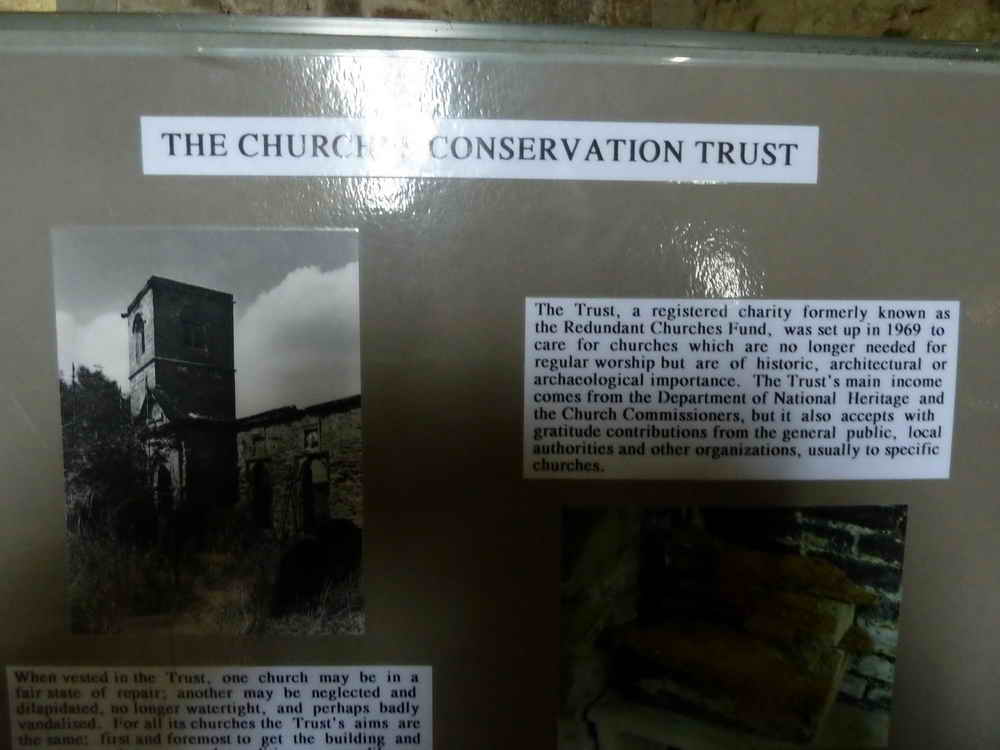 THE CHURCHES CONSERVATION TRUST
The Trust, a registered charity formerly known as
the Redundant Churches Fund, was set up in 1969 to
care for churches which are no longer needed for
regular worship but are of historic, architectural or
archaeological importance. The Trust's main income
comes from the Department of National Heritage and
the Church Commissioners, but it also accepts with
gratitude contributions from the general public, local
authorities and other organizations, usually to specific
churches.
When vested in the Trust, one church may be in a
fair state of repair; another may be neglected and
dilapidated, no longer watertight, and perhaps badly
vandalised. For all its churches the Trust's aims are
the same: first and foremost to get the building and